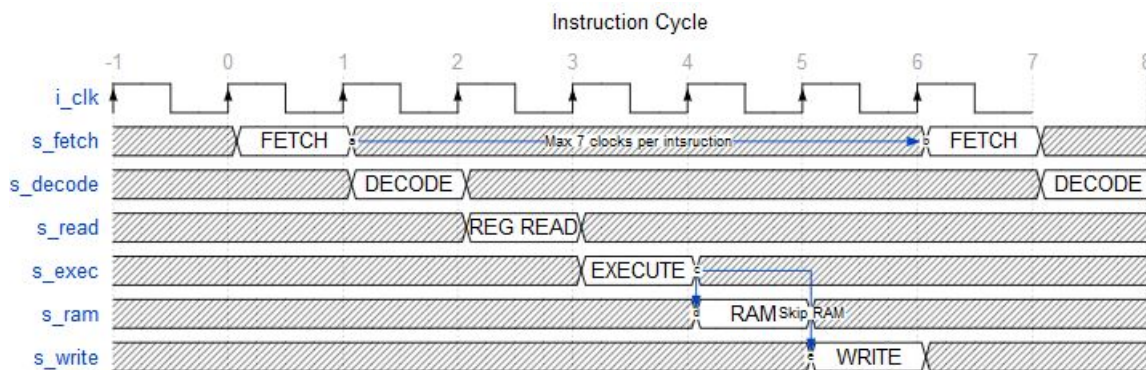 Instruction Cycle
-1 0 1 2 3 4 5 6 7 8
i_clk
s_fetch FETCH a Max 7 clocks per intsruction b FETCH
s_decode DECODE DECODE
s_read REG READ
s_exec EXECUTE c
s_ram d RAM Skip RAM
s_write e WRITE